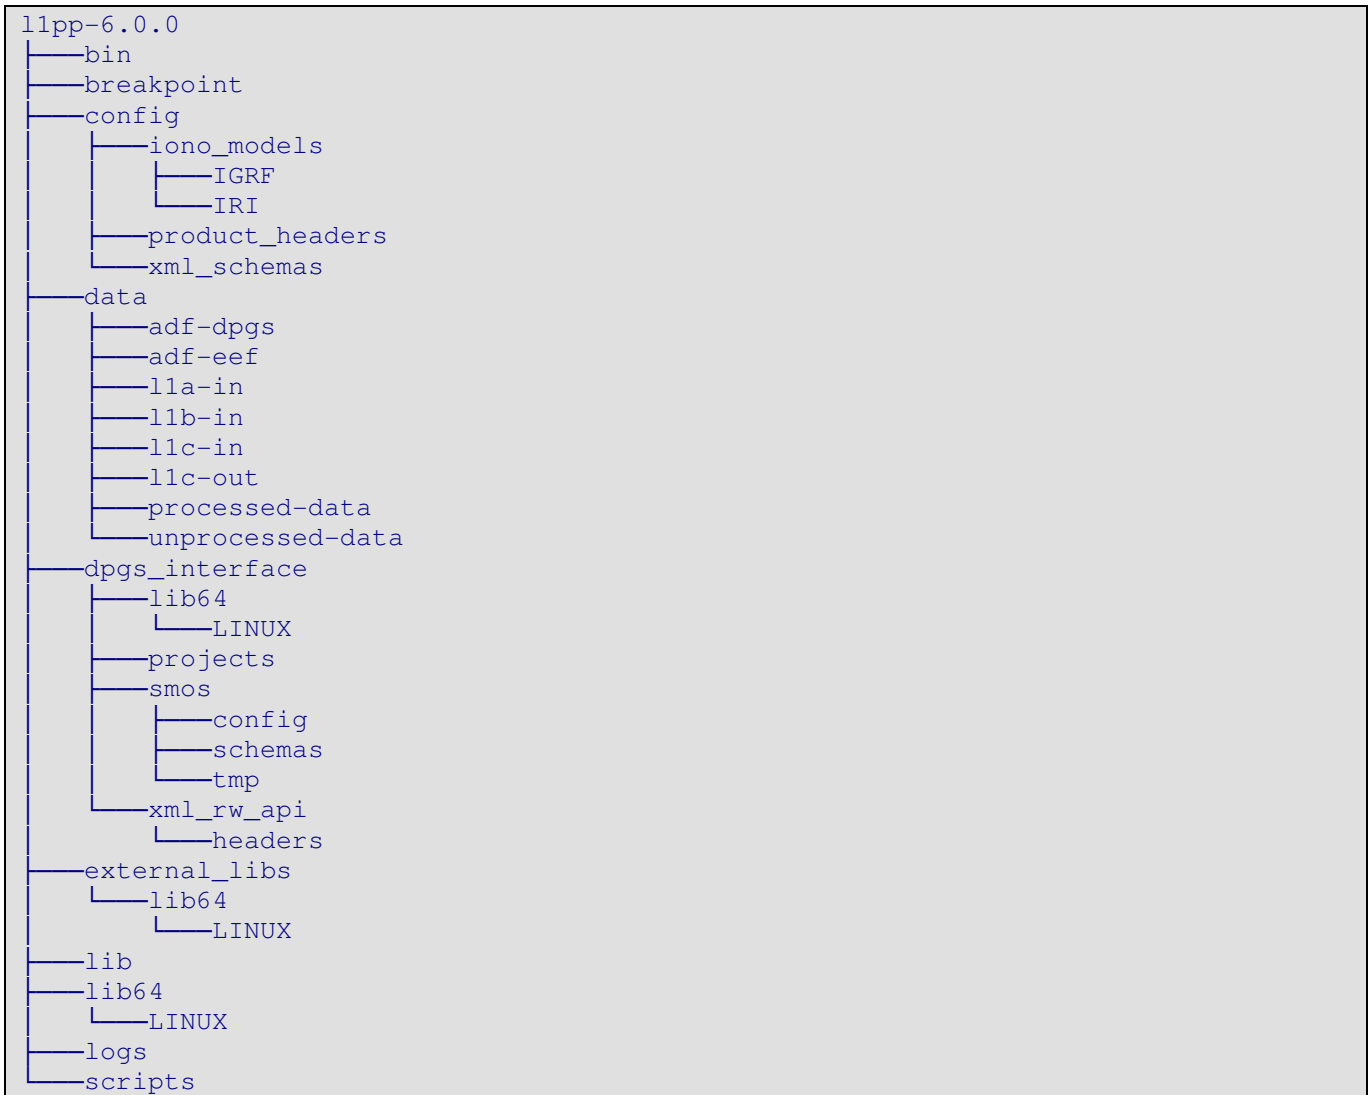 l1pp-6.0.0
├───bin
├───breakpoint
├───config
│   ├───iono_models
│   │   ├───IGRF
│   │   └───IRI
│   ├───product_headers
│   └───xml_schemas
├───data
│   ├───adf-dpgs
│   ├───adf-eef
│   ├───l1a-in
│   ├───l1b-in
│   ├───l1c-in
│   ├───l1c-out
│   ├───processed-data
│   └───unprocessed-data
├───dpgs_interface
│   ├───lib64
│   │   └───LINUX
│   ├───projects
│   ├───smos
│   │   ├───config
│   │   ├───schemas
│   │   └───tmp
│   └───xml_rw_api
│       └───headers
├───external_libs
│   └───lib64
│       └───LINUX
├───lib
├───lib64
│   └───LINUX
├───logs
└───scripts